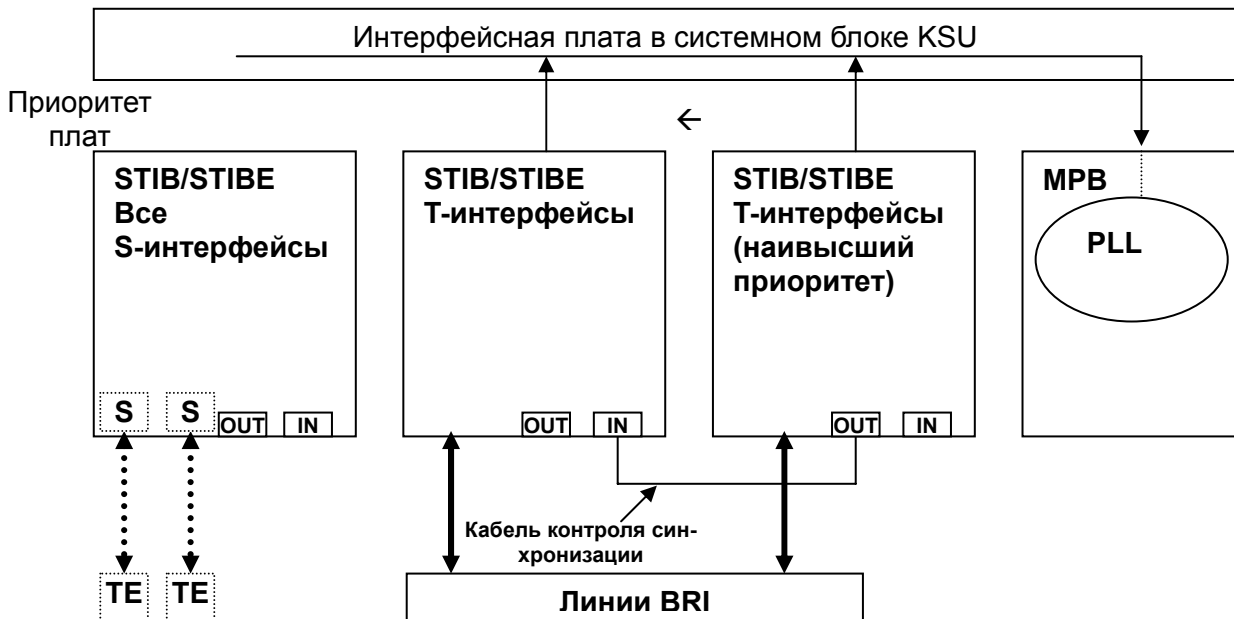 Интерфейсная плата в системном блоке KSU
Приоритет
плат
←
STIB/STIBE
Все
S-интерфейсы
STIB/STIBE
Т-интерфейсы
STIB/STIBE
Т-интерфейсы
(наивысший
приоритет)
MPB
PLL
S S OUT IN
OUT IN
OUT IN
Кабель контроля син-
хронизации
TE TE
Линии BRI